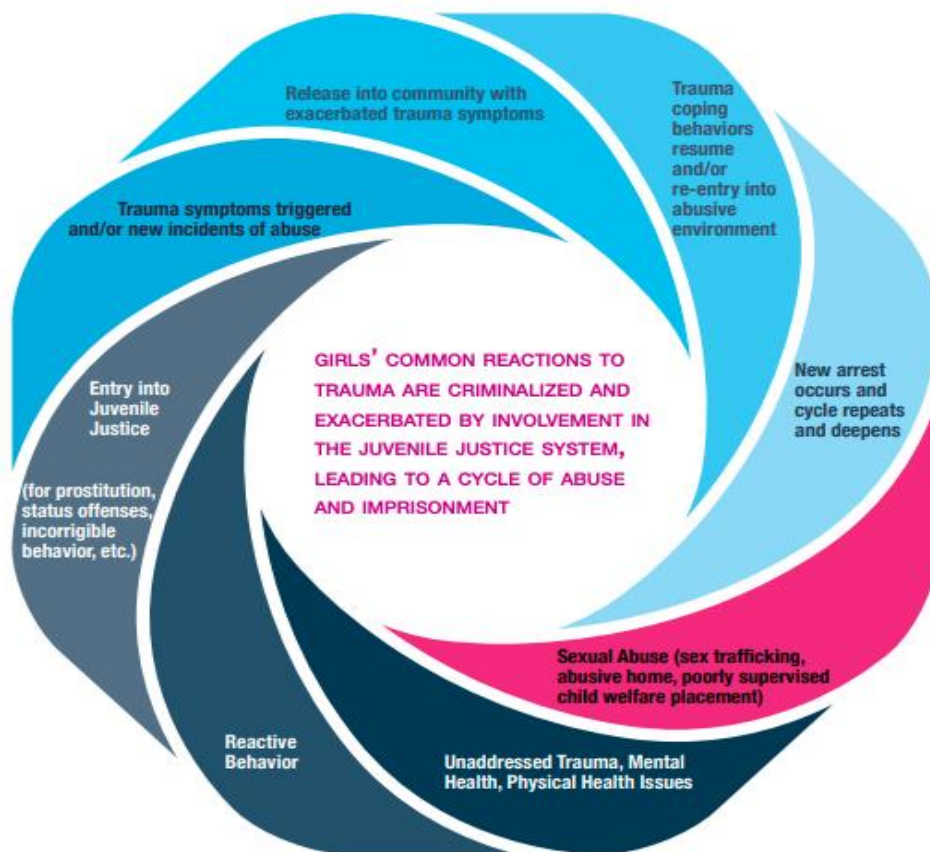 Release into community with
exacerbated trauma symptoms
Trauma
coping
behaviors
resume
and/or
re-entry into
abusive
environment
Trauma symptoms triggered
and/or new incidents of abuse
GIRLS' COMMON REACTIONS TO
TRAUMA ARE CRIMINALIZED AND
EXACERBATED BY INVOLVEMENT IN
THE JUVENILE JUSTICE SYSTEM,
LEADING TO A CYCLE OF ABUSE
AND IMPRISONMENT
New arrest
occurs and
cycle repeats
and deepens
Entry into
Juvenile
Justice
(for prostitution,
status offenses,
incorrigible
behavior, etc.)
Sexual Abuse (sex trafficking,
abusive home, poorly supervised
child welfare placement)
Reactive
Behavior
Unaddressed Trauma, Mental
Health, Physical Health Issues